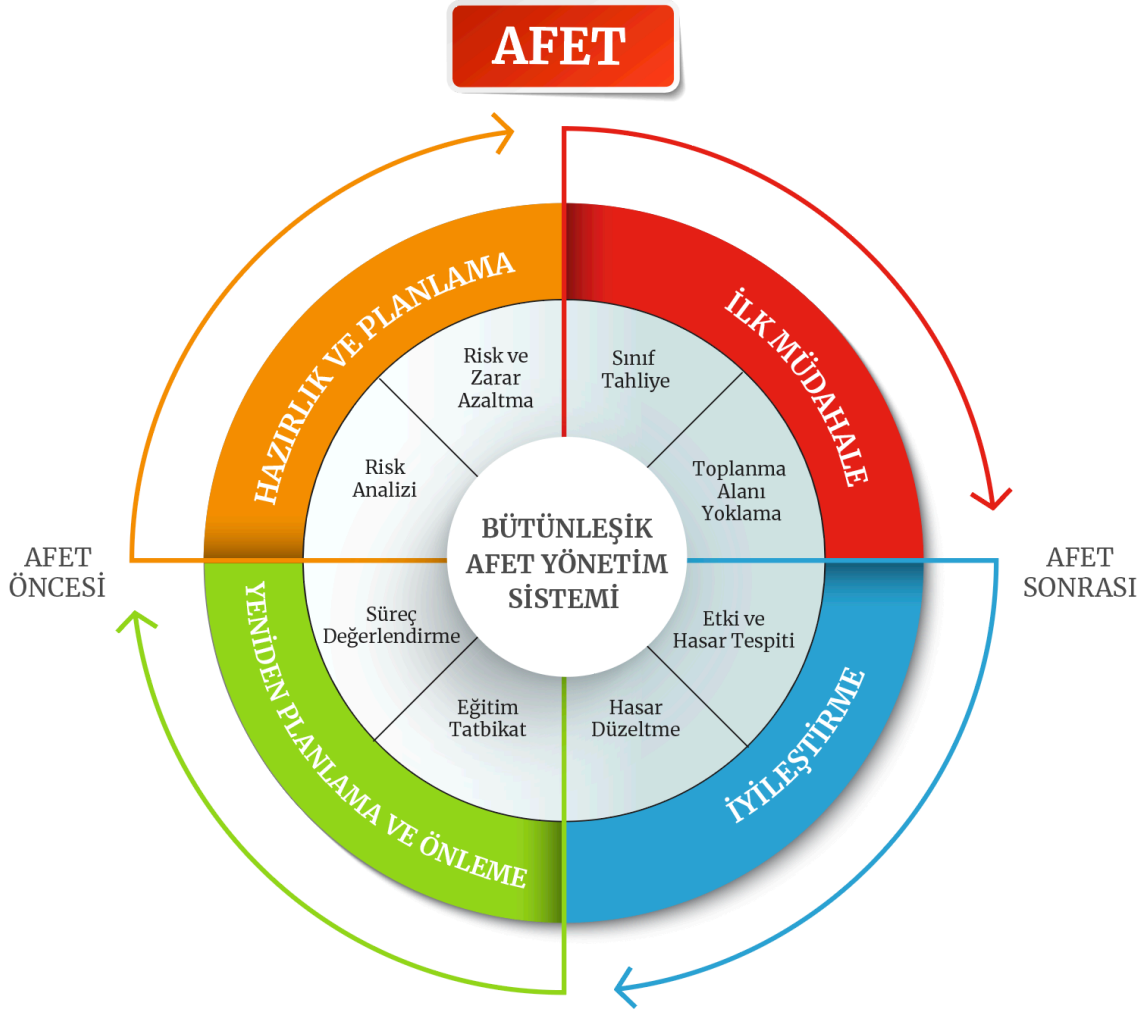 AFET
HAZIRLIK VE PLANLAMA
İLK MÜDAHALE
Risk ve
Zarar
Azaltma
Sınıf
Tahliye
Risk
Analizi
Toplanma
Alanı
Yoklama
BÜTÜNLEŞİK
AFET YÖNETİM
SİSTEMİ
AFET
ÖNCESİ
AFET
SONRASI
Süreç
Değerlendirme
Etki ve
Hasar Tespiti
Eğitim
Tatbikat
Hasar
Düzeltme
YENİDEN PLANLAMA VE ÖNLEME
İYİLEŞTİRME